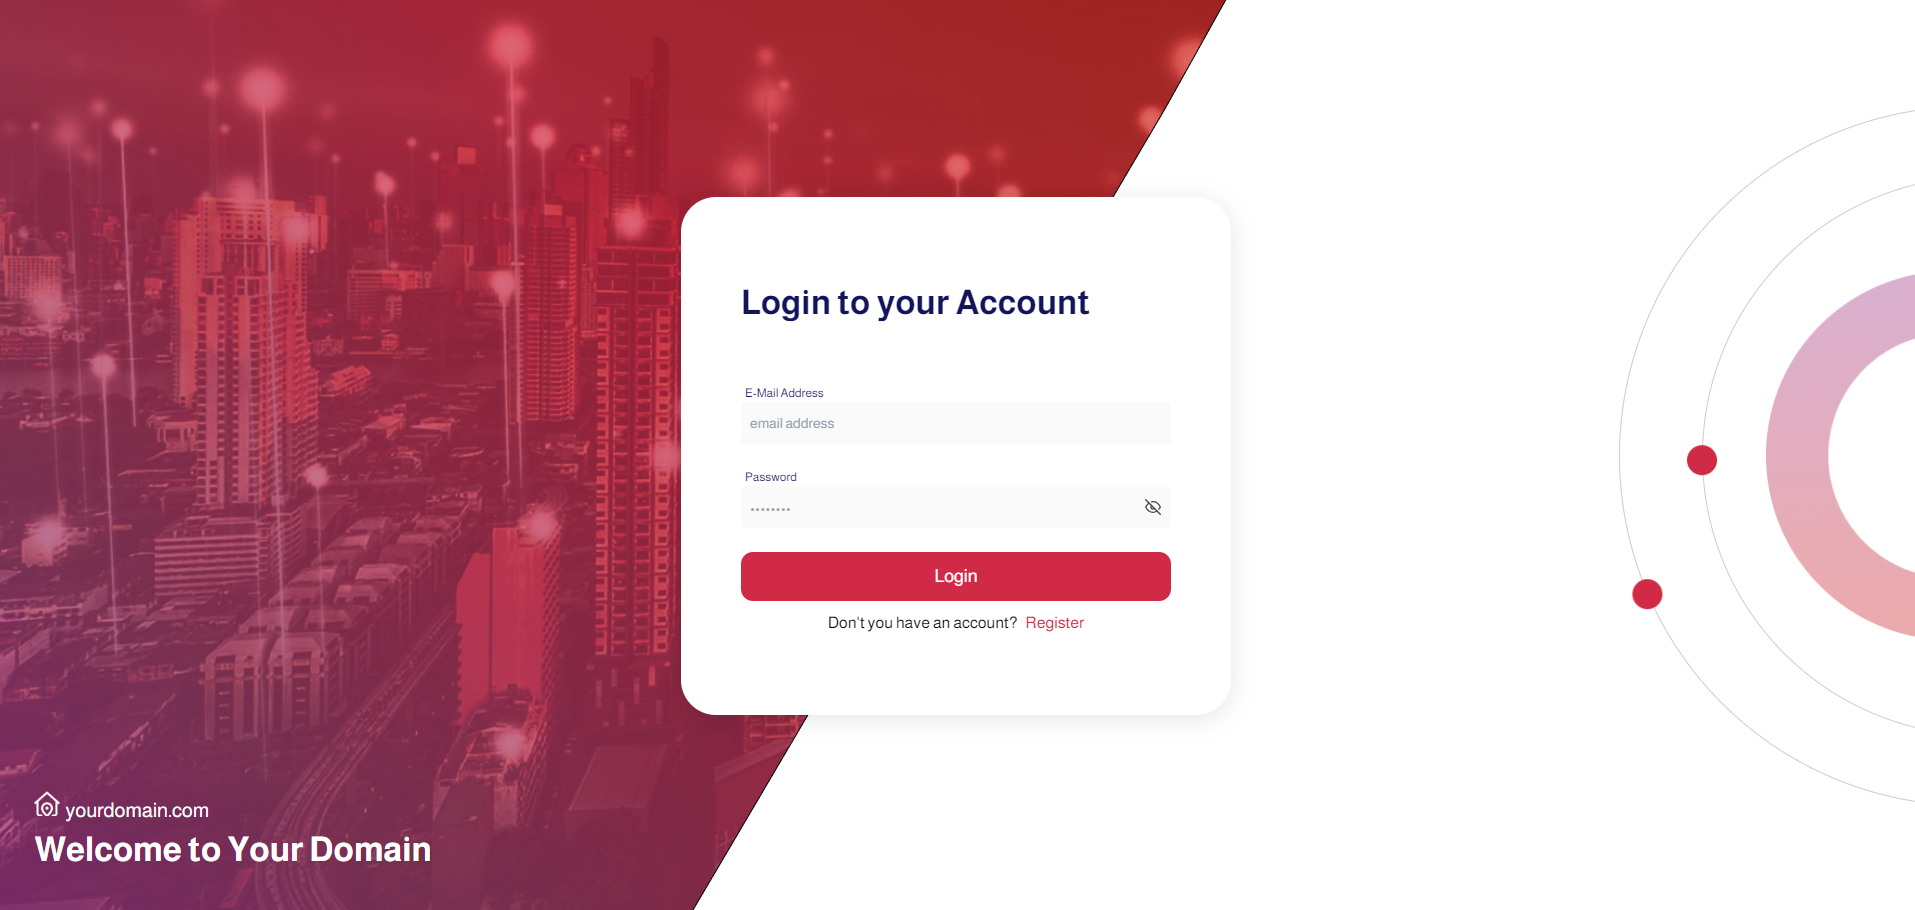 Login to your Account
E-Mail Address
email address
Password
••••••••
Login
Don't you have an account? Register
yourdomain.com
Welcome to Your Domain